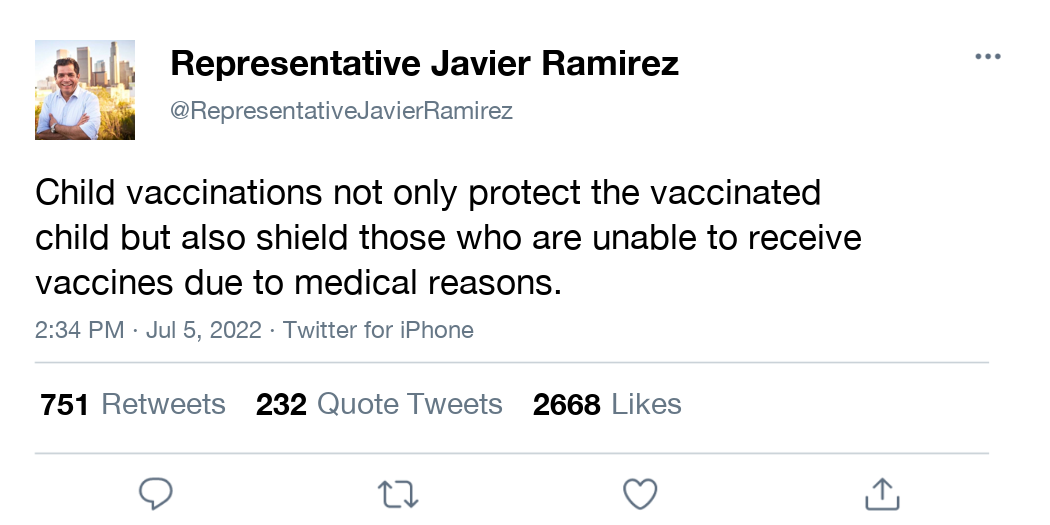 Representative Javier Ramirez
@RepresentativeJavierRamirez
Child vaccinations not only protect the vaccinated
child but also shield those who are unable to receive
vaccines due to medical reasons.
2:34 PM · Jul 5, 2022 · Twitter for iPhone
751 Retweets 232 Quote Tweets 2668 Likes